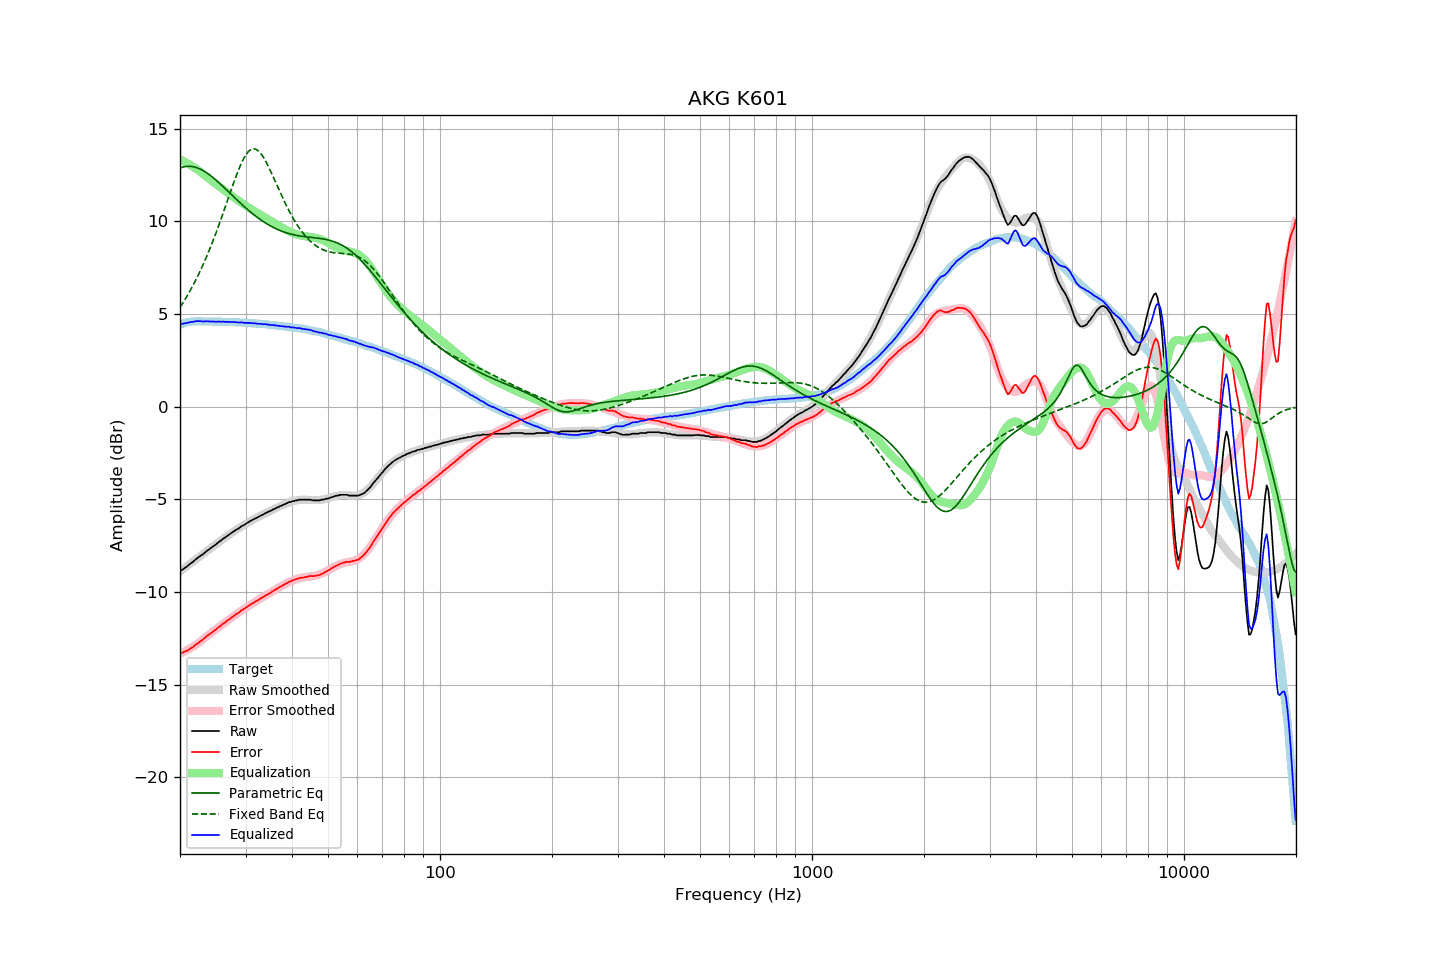 AKG K601
Amplitude (dBr)
15
10
5
0
−5
−10
−15
−20
Target
Raw Smoothed
Error Smoothed
Raw
Error
Equalization
Parametric Eq
Fixed Band Eq
Equalized
100
1000
10000
Frequency (Hz)